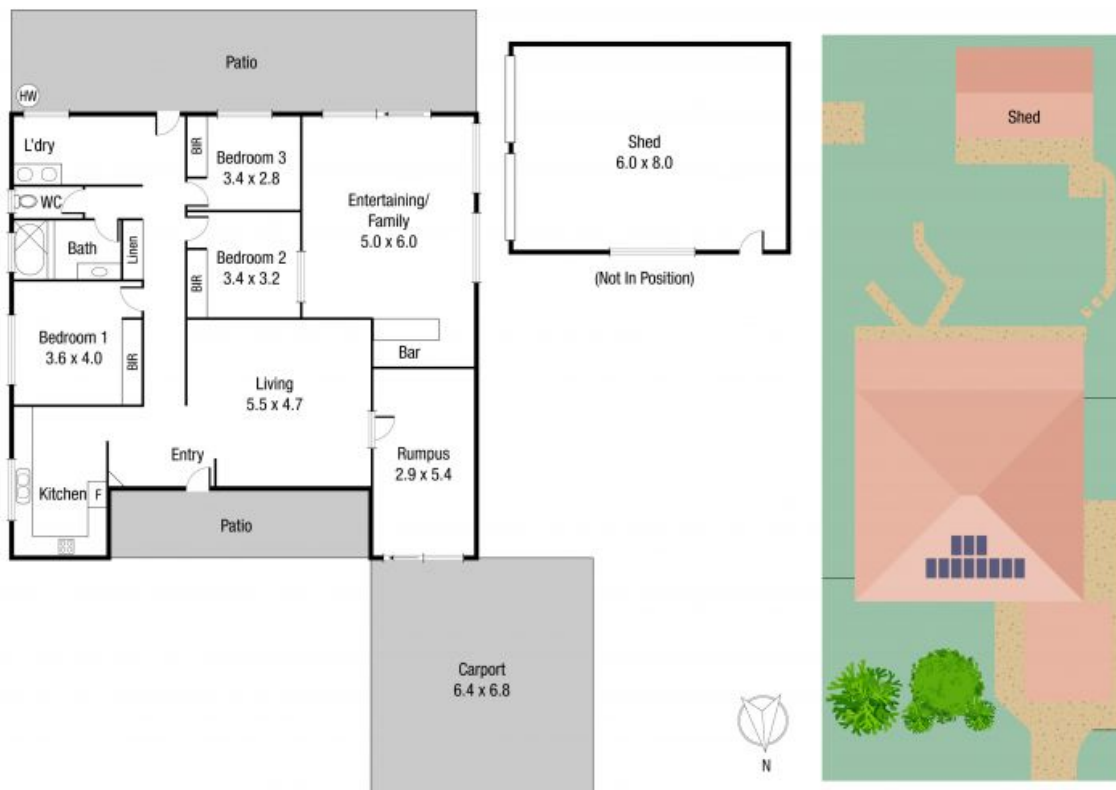 Patio
HW
L'dry
WC
Bath
Linen
BIR
Bedroom 3
3.4 x 2.8
Bedroom 2
3.4 x 3.2
BIR
Entertaining/
Family
5.0 x 6.0
Bedroom 1
3.6 x 4.0
BIR
Bar
Living
5.5 x 4.7
Entry
Rumpus
2.9 x 5.4
Kitchen
F
Patio
Carport
6.4 x 6.8
Shed
6.0 x 8.0
(Not In Position)
N
Shed